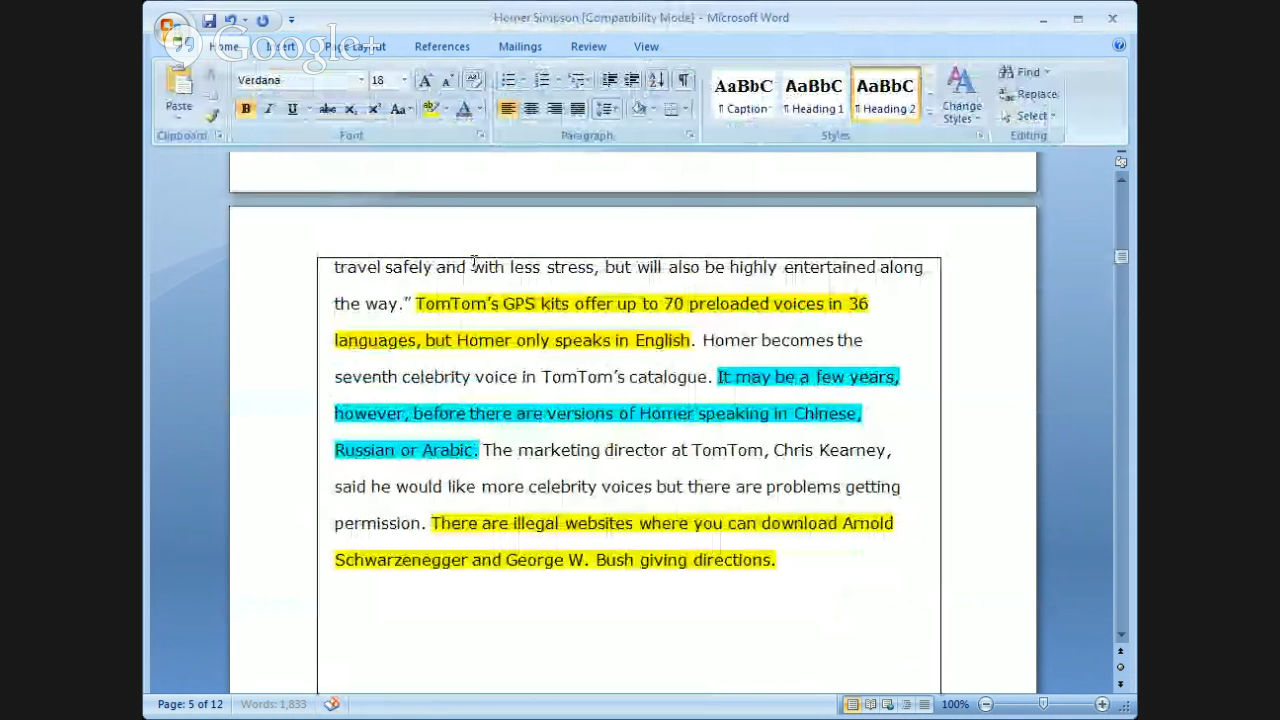 Homer Simpson [Compatibility Mode] - Microsoft Word
Google+
Home Insert Page Layout References Mailings Review View
Verdana 18
Paste
B I U abc x₂ x² Aa A
AaBbC AaBbC AaBbC
¶ Caption ¶ Heading 1 ¶ Heading 2
Change Styles
Find
Replace
Select
Clipboard Font Paragraph Styles Editing
travel safely and with less stress, but will also be highly entertained along
the way.” TomTom’s GPS kits offer up to 70 preloaded voices in 36
languages, but Homer only speaks in English. Homer becomes the
seventh celebrity voice in TomTom’s catalogue. It may be a few years,
however, before there are versions of Homer speaking in Chinese,
Russian or Arabic. The marketing director at TomTom, Chris Kearney,
said he would like more celebrity voices but there are problems getting
permission. There are illegal websites where you can download Arnold
Schwarzenegger and George W. Bush giving directions.
Page: 5 of 12 Words: 1,833 100%